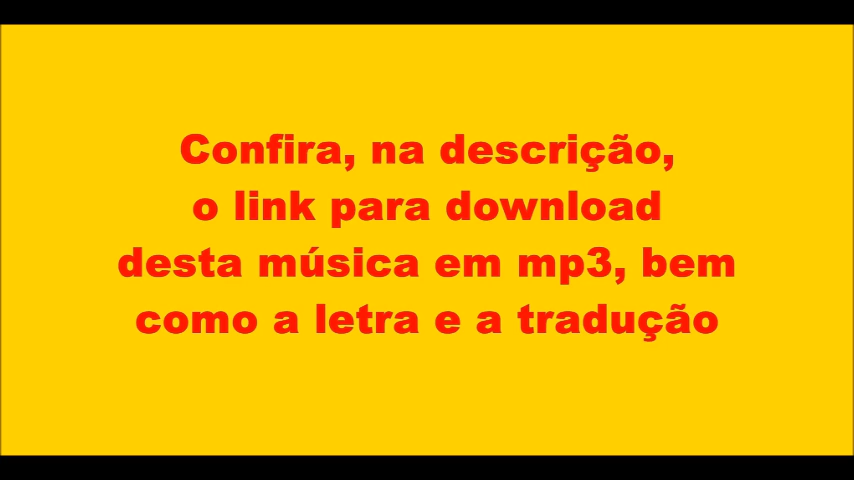 Confira, na descrição,
o link para download
desta música em mp3, bem
como a letra e a tradução